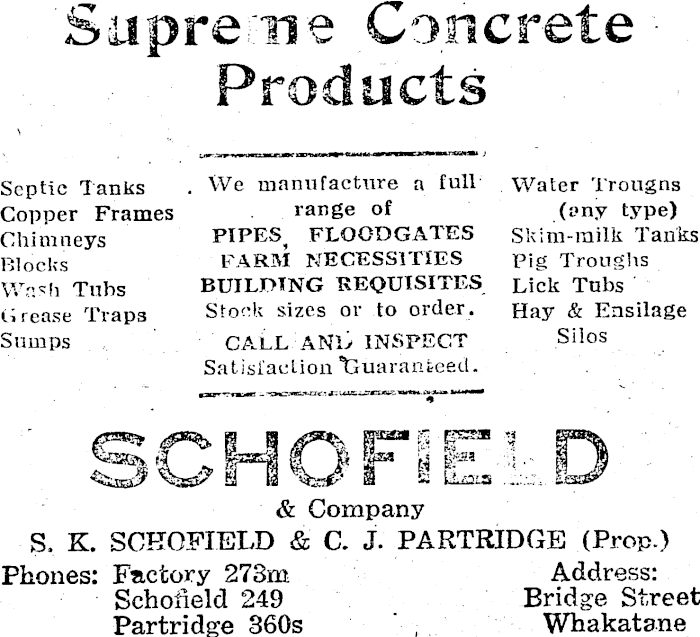 Supreme Concrete
Products
Septic Tanks
Copper Frames
Chimneys
Blocks
Wash Tubs
Grease Traps
Sumps
We manufacture a full
range of
PIPES, FLOODGATES
FARM NECESSITIES
BUILDING REQUISITES
Stock sizes or to order.
CALL AND INSPECT
Satisfaction Guaranteed.
Water Troughs
(any type)
Skim-milk Tanks
Pig Troughs
Lick Tubs
Hay & Ensilage
Silos
SCHOFIELD
& Company
S. K. SCHOFIELD & C. J. PARTRIDGE (Prop.)
Phones: Factory 273m
Schofield 249
Partridge 360s
Address:
Bridge Street
Whakatane